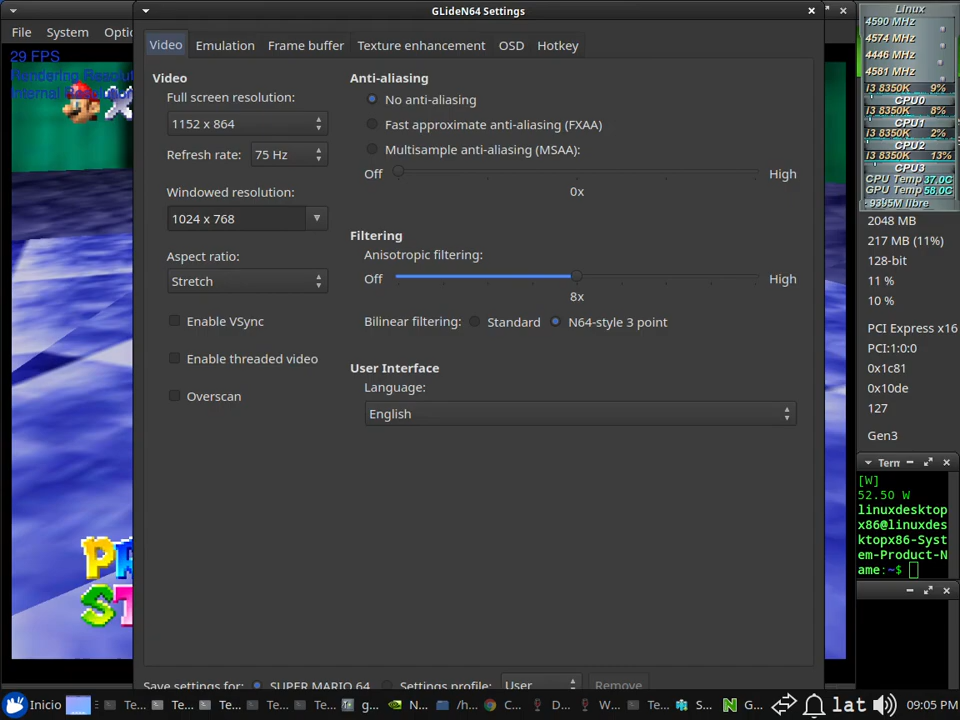 GLideN64 Settings
File System Optio
29 FPS
Video Emulation Frame buffer Texture enhancement OSD Hotkey
Video
Full screen resolution:
1152 x 864
Refresh rate: 75 Hz
Windowed resolution:
1024 x 768
Aspect ratio:
Stretch
Enable VSync
Enable threaded video
Overscan
Anti-aliasing
No anti-aliasing
Fast approximate anti-aliasing (FXAA)
Multisample anti-aliasing (MSAA):
Off High
0x
Filtering
Anisotropic filtering:
Off High
8x
Bilinear filtering: Standard N64-style 3 point
User Interface
Language:
English
Save settings for: SUPER MARIO 64 Settings profile: User Remove
Linux
4590 MHz
4574 MHz
4446 MHz
4581 MHz
I3 8350K 9%
CPU0
I3 8350K 8%
CPU1
I3 8350K 2%
CPU2
I3 8350K 13%
CPU3
CPU Temp 37.0C
GPU Temp 58.0C
9395M libre
2048 MB
217 MB (11%)
128-bit
11 %
10 %
PCI Express x16
PCI:1:0:0
0x1c81
0x10de
127
Gen3
Term
[W]
52.50 W
linuxdesktop
x86@linuxdes
ktopx86-Syst
em-Product-N
ame:~$
Inicio Te... Te... Te... Te... Te... g... N... /h... C... D... W... Te... S... G... lat 09:05 PM